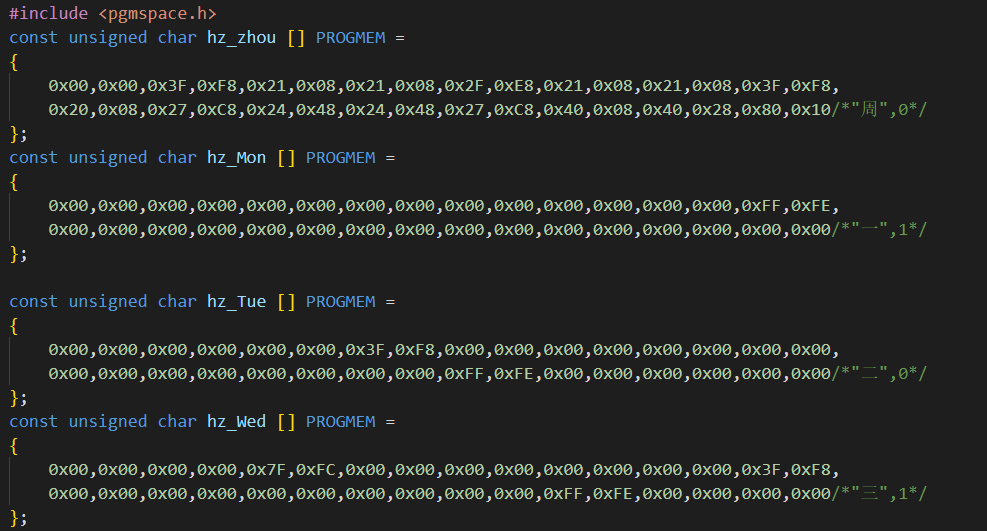 #include <pgmspace.h>
const unsigned char hz_zhou [] PROGMEM =
{
    0x00,0x00,0x3F,0xF8,0x21,0x08,0x21,0x08,0x2F,0xE8,0x21,0x08,0x21,0x08,0x3F,0xF8,
    0x20,0x08,0x27,0xC8,0x24,0x48,0x24,0x48,0x27,0xC8,0x40,0x08,0x40,0x28,0x80,0x10/*"周",0*/
};
const unsigned char hz_Mon [] PROGMEM =
{
    0x00,0x00,0x00,0x00,0x00,0x00,0x00,0x00,0x00,0x00,0x00,0x00,0x00,0x00,0xFF,0xFE,
    0x00,0x00,0x00,0x00,0x00,0x00,0x00,0x00,0x00,0x00,0x00,0x00,0x00,0x00,0x00,0x00/*"一",1*/
};

const unsigned char hz_Tue [] PROGMEM =
{
    0x00,0x00,0x00,0x00,0x00,0x00,0x3F,0xF8,0x00,0x00,0x00,0x00,0x00,0x00,0x00,0x00,
    0x00,0x00,0x00,0x00,0x00,0x00,0x00,0x00,0xFF,0xFE,0x00,0x00,0x00,0x00,0x00,0x00/*"二",0*/
};
const unsigned char hz_Wed [] PROGMEM =
{
    0x00,0x00,0x00,0x00,0x7F,0xFC,0x00,0x00,0x00,0x00,0x00,0x00,0x00,0x00,0x3F,0xF8,
    0x00,0x00,0x00,0x00,0x00,0x00,0x00,0x00,0x00,0x00,0xFF,0xFE,0x00,0x00,0x00,0x00/*"三",1*/
};